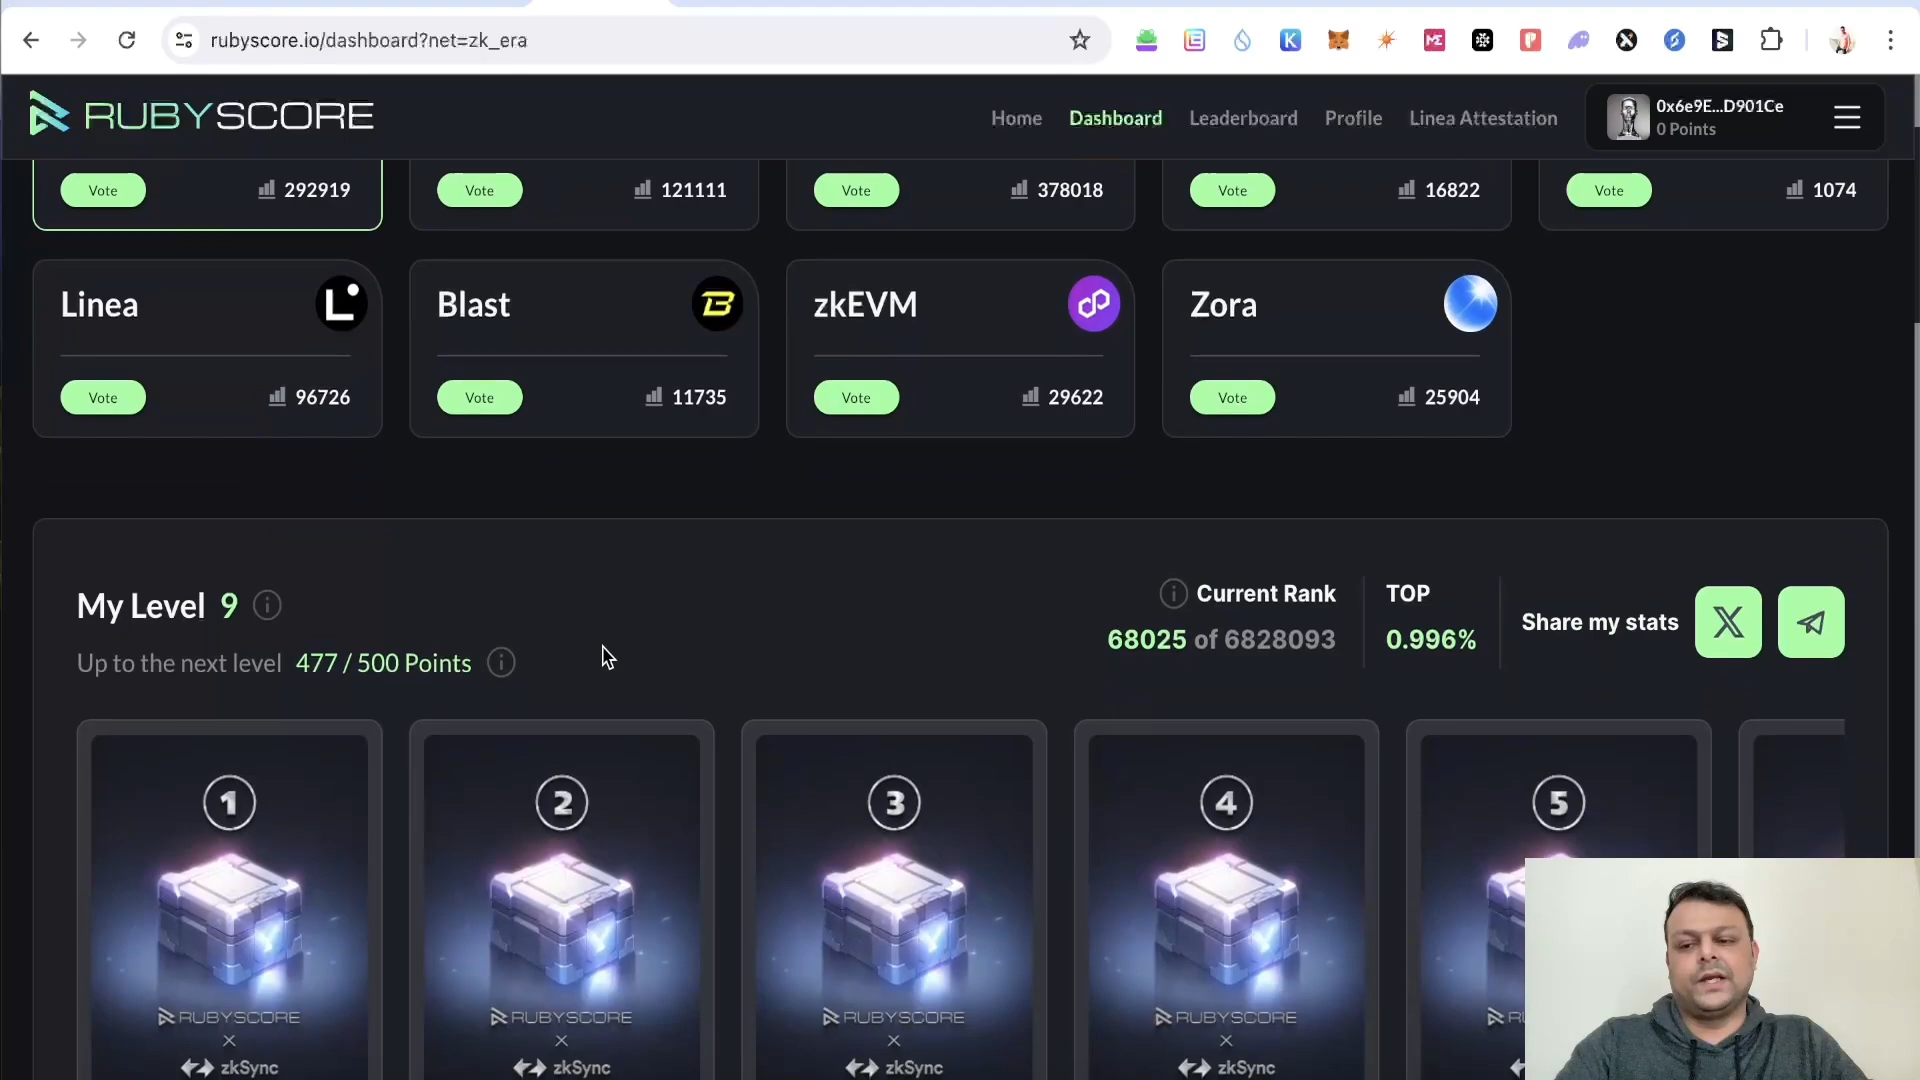 rubyscore.io/dashboard?net=zk_era
RUBYSCORE
Home
Dashboard
Leaderboard
Profile
Linea Attestation
0x6e9E...D901Ce
0 Points
Vote
292919
Vote
121111
Vote
378018
Vote
16822
Vote
1074
Linea
Blast
zkEVM
Zora
Vote
96726
Vote
11735
Vote
29622
Vote
25904
My Level 9
Up to the next level 477 / 500 Points
Current Rank
68025 of 6828093
TOP
0.996%
Share my stats
1
2
3
4
5
RUBYSCORE
RUBYSCORE
RUBYSCORE
RUBYSCORE
RU
×
×
×
×
zkSync
zkSync
zkSync
zkSync